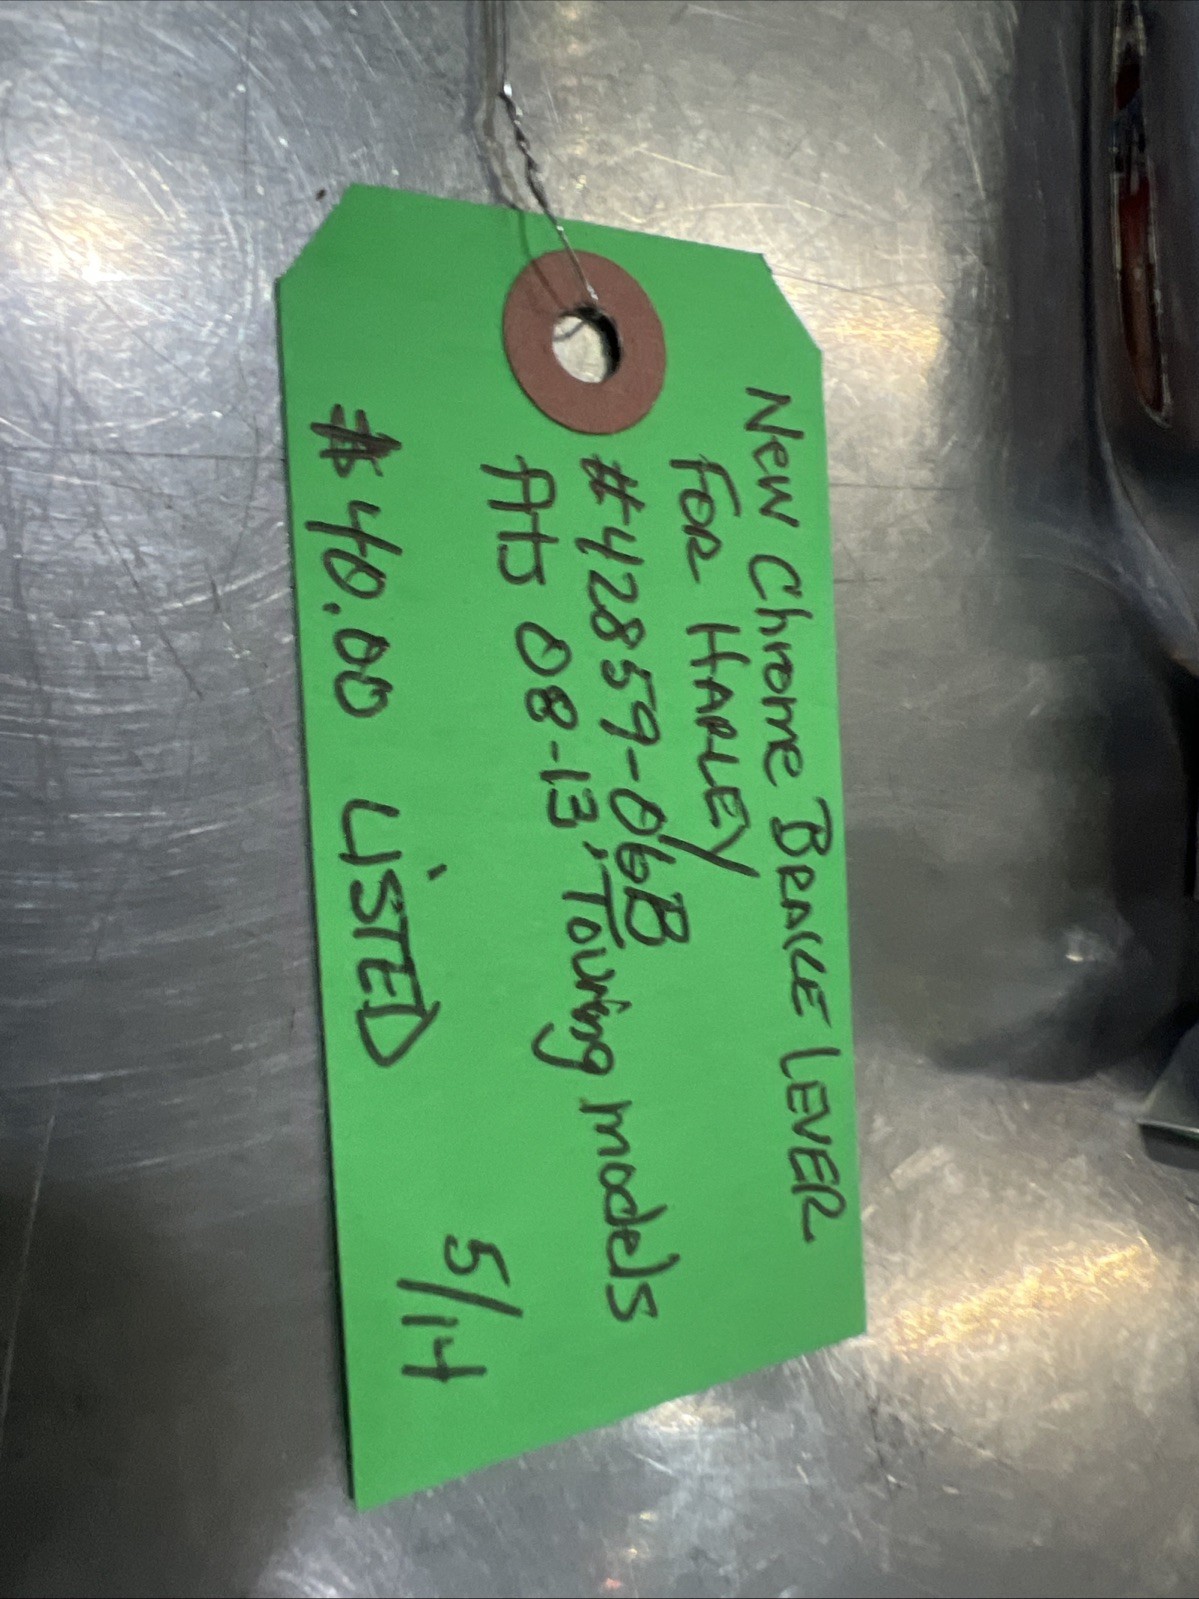 New Chrome BRAKE LEVER
FOR HARLEY
#42859-06B
fits 08-13, Touring models
$40.00 LiSTED
5/14